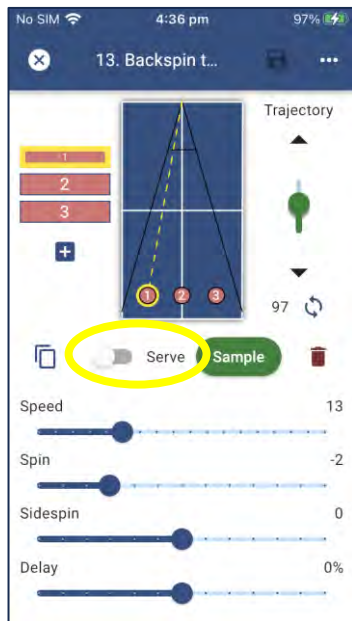 No SIM 4:36 pm 97%
13. Backspin t...
Trajectory
1
2
3
1 2 3
97
Serve Sample
Speed 13
Spin -2
Sidespin 0
Delay 0%